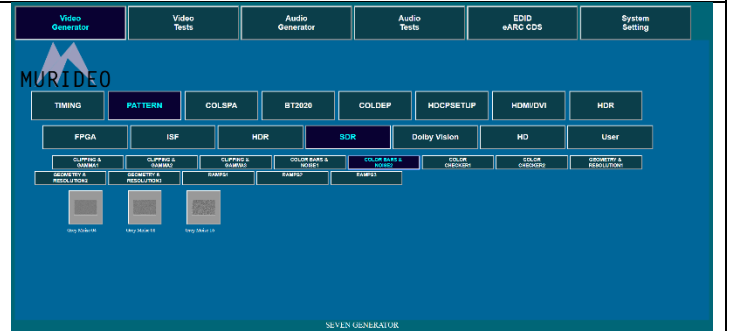 Video Generator
Video Tests
Audio Generator
Audio Tests
EDID eARC CDS
System Setting
MURIDEO
TIMING
PATTERN
COLSPA
BT2020
COLDEP
HDCPSETUP
HDMI/DVI
HDR
FPGA
ISF
HDR
SDR
Dolby Vision
HD
User
CLIPPING & GAMMA1
CLIPPING & GAMMA2
CLIPPING & GAMMA3
COLOR BARS & NOISE1
COLOR BARS & NOISE2
COLOR CHECKER1
COLOR CHECKER2
GEOMETRY & RESOLUTION1
GEOMETRY & RESOLUTION2
GEOMETRY & RESOLUTION3
RAMPS1
RAMPS2
RAMPS3
SEVEN GENERATOR